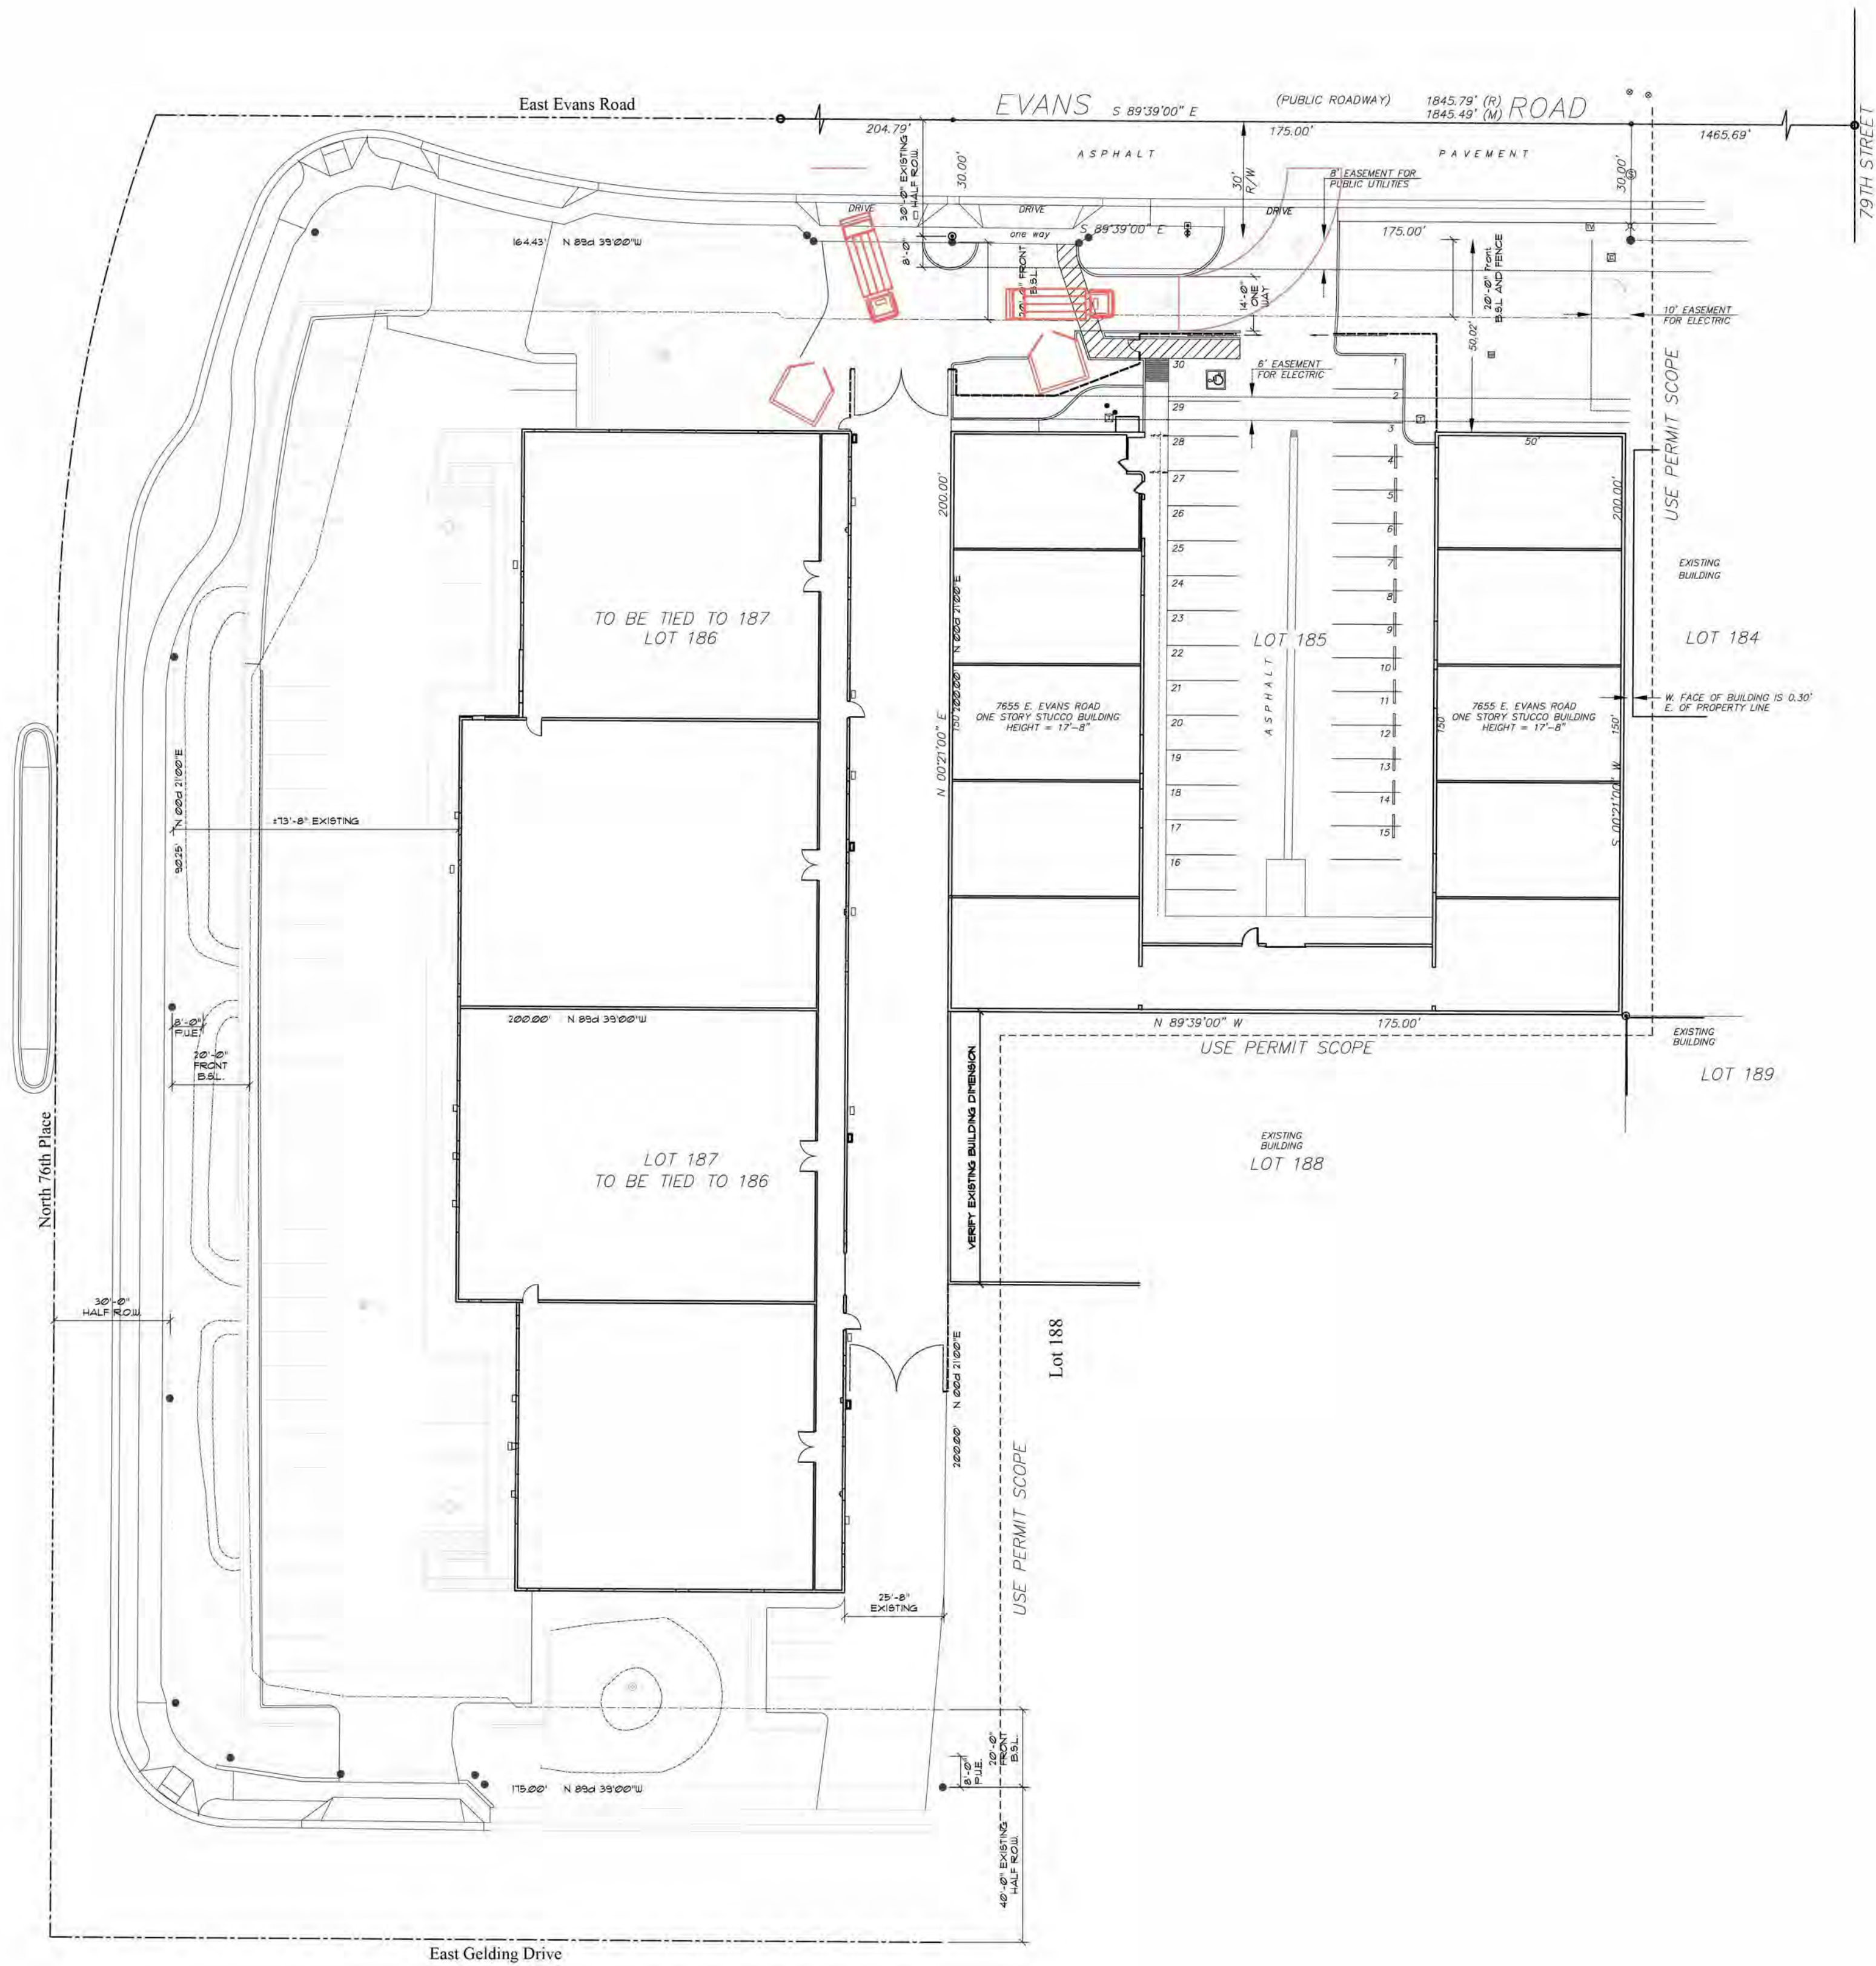 East Evans Road
EVANS
S 89°39'00" E
(PUBLIC ROADWAY)
1845.79' (R)
1845.49' (M)
ROAD
79TH STREET
204.79'
175.00'
1465.69'
ASPHALT
PAVEMENT
30'-0" EXISTING
HALF R.O.W.
30.00'
30'
R/W
8' EASEMENT FOR
PUBLIC UTILITIES
30.00'
DRIVE
DRIVE
DRIVE
one way
S 89°39'00" E
175.00'
164.43' N 89d 39'00"W
8'-0"
20'-0" FRONT
B.S.L.
14'-0"
ONE
WAY
50.02'
20'-0" Front
B.S.L AND FENCE
10' EASEMENT
FOR ELECTRIC
6' EASEMENT
FOR ELECTRIC
USE PERMIT SCOPE
30
29
28
27
26
25
24
23
22
21
20
19
18
17
16
1
2
3
4
5
6
7
8
9
10
11
12
13
14
15
50'
200.00'
200.00'
EXISTING
BUILDING
LOT 184
TO BE TIED TO 187
LOT 186
LOT 185
ASPHALT
200.00' N 00d 21'00"E
150'
N 00°21'00" E
7655 E. EVANS ROAD
ONE STORY STUCCO BUILDING
HEIGHT = 17'-8"
7655 E. EVANS ROAD
ONE STORY STUCCO BUILDING
HEIGHT = 17'-8"
150'
150'
S 00°21'00" W
W. FACE OF BUILDING IS 0.30'
E. OF PROPERTY LINE
90.25' N 00d 21'00"E
±73'-8" EXISTING
200.00' N 89d 39'00"W
8'-0"
P.U.E.
20'-0"
FRONT
B.S.L.
N 89°39'00" W
175.00'
USE PERMIT SCOPE
EXISTING
BUILDING
LOT 189
VERIFY EXISTING BUILDING DIMENSION
EXISTING
BUILDING
LOT 188
LOT 187
TO BE TIED TO 186
North 76th Place
30'-0"
HALF R.O.W.
Lot 188
200.00' N 00d 21'00"E
USE PERMIT SCOPE
25'-8"
EXISTING
8'-0"
P.U.E.
20'-0"
FRONT
B.S.L.
175.00' N 89d 39'00"W
40'-0" EXISTING
HALF R.O.W.
East Gelding Drive